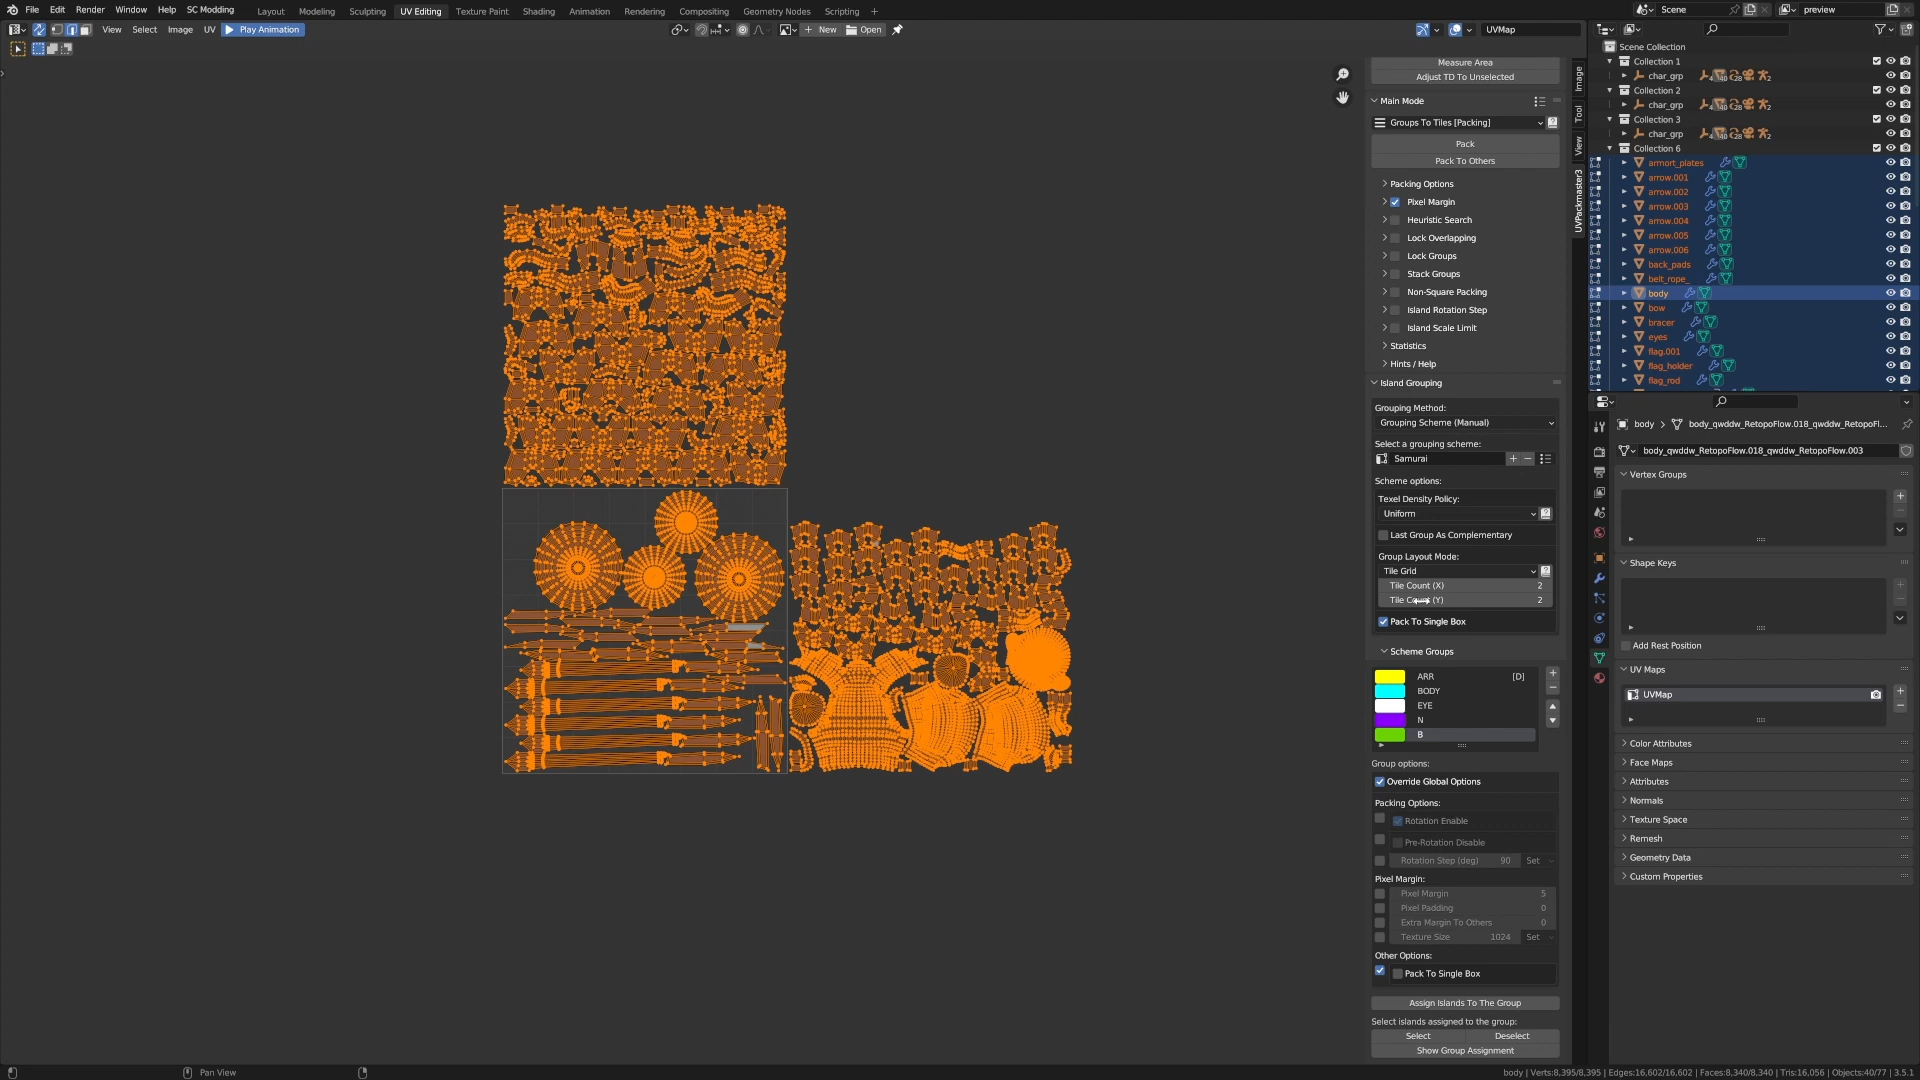 File Edit Render Window Help SC Modding Layout Modeling Sculpting UV Editing Texture Paint Shading Animation Rendering Compositing Geometry Nodes Scripting + Scene preview
View Select Image UV Play Animation New Open UVMap
Measure Area
Adjust TD To Unselected
Main Mode
Groups To Tiles [Packing]
Pack
Pack To Others
Packing Options
Pixel Margin
Heuristic Search
Lock Overlapping
Lock Groups
Stack Groups
Non-Square Packing
Island Rotation Step
Island Scale Limit
Statistics
Hints / Help
Island Grouping
Grouping Method:
Grouping Scheme (Manual)
Select a grouping scheme:
Samurai
Scheme options:
Texel Density Policy:
Uniform
Last Group As Complementary
Group Layout Mode:
Tile Grid
Tile Count (X) 2
Tile Count (Y) 2
Pack To Single Box
Scheme Groups
ARR [D]
BODY
EYE
N
B
Group options:
Override Global Options
Packing Options:
Rotation Enable
Pre-Rotation Disable
Rotation Step (deg) 90 Set
Pixel Margin:
Pixel Margin 5
Pixel Padding 0
Extra Margin To Others 0
Texture Size 1024 Set
Other Options:
Pack To Single Box
Assign Islands To The Group
Select islands assigned to the group:
Select Deselect
Show Group Assignment
Image
Tool
View
UVPackmaster3
Scene Collection
Collection 1
char_grp
Collection 2
char_grp
Collection 3
char_grp
Collection 6
armort_plates
arrow.001
arrow.002
arrow.003
arrow.004
arrow.005
arrow.006
back_pads
belt_rope_
body
bow
bracer
eyes
flag.001
flag_holder
flag_rod
body > body_qwddw_RetopoFlow.018_qwddw_RetopoFl...
body_qwddw_RetopoFlow.018_qwddw_RetopoFlow.003
Vertex Groups
Shape Keys
Add Rest Position
UV Maps
UVMap
Color Attributes
Face Maps
Attributes
Normals
Texture Space
Remesh
Geometry Data
Custom Properties
Pan View
body | Verts:8,395/8,395 | Edges:16,602/16,602 | Faces:8,340/8,340 | Tris:16,056 | Objects:40/77 | 3.5.1